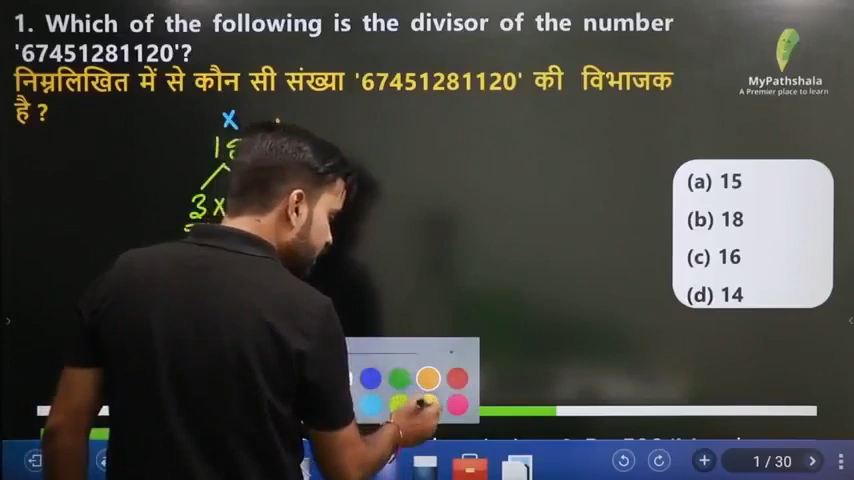 1. Which of the following is the divisor of the number
'67451281120'?
निम्नलिखित में से कौन सी संख्या '67451281120' की विभाजक
है ?
MyPathshala
A Premier place to learn
x
3 x
(a) 15
(b) 18
(c) 16
(d) 14
1 / 30